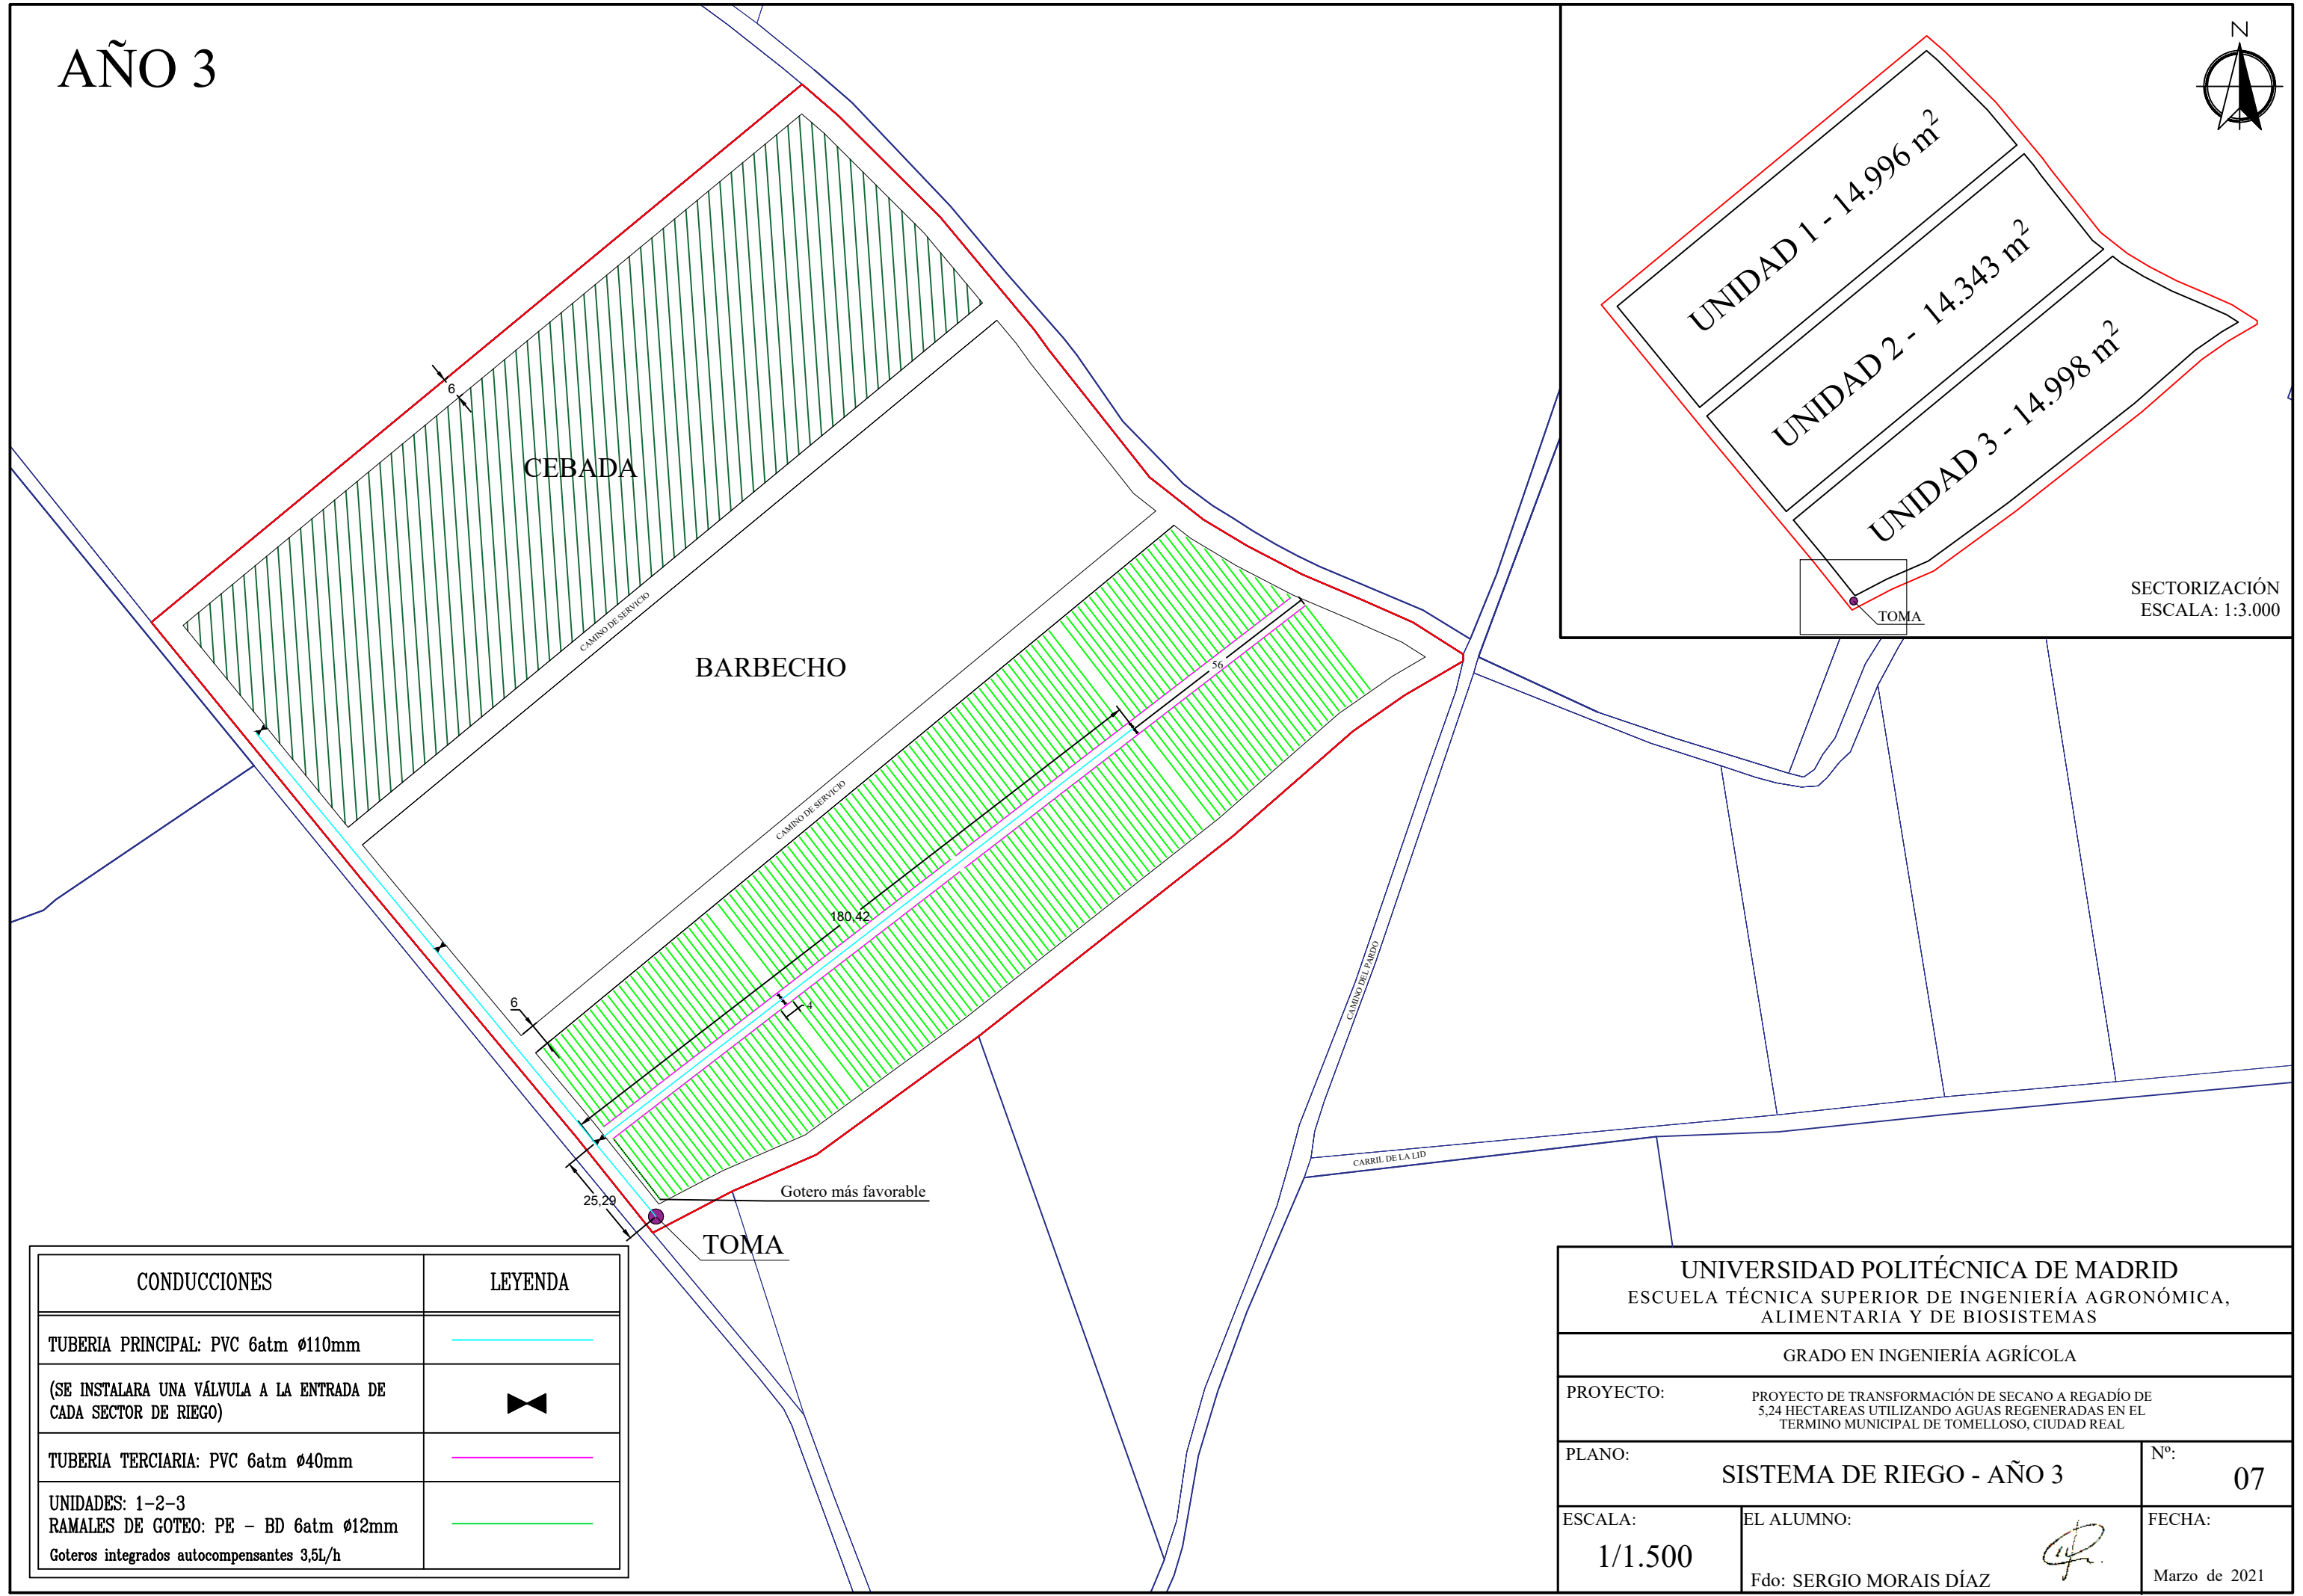 AÑO 3
N
UNIDAD 1 - 14.996 m²
UNIDAD 2 - 14.343 m²
UNIDAD 3 - 14.998 m²
TOMA
SECTORIZACIÓN
ESCALA: 1:3.000
6
CEBADA
CAMINO DE SERVICIO
BARBECHO
56
CAMINO DE SERVICIO
180,42
4
6
CAMINO DEL PARDO
CARRIL DE LA LID
25,29
Gotero más favorable
TOMA
CONDUCCIONES
LEYENDA
TUBERIA PRINCIPAL: PVC 6atm ø110mm
(SE INSTALARA UNA VÁLVULA A LA ENTRADA DE
CADA SECTOR DE RIEGO)
TUBERIA TERCIARIA: PVC 6atm ø40mm
UNIDADES: 1-2-3
RAMALES DE GOTEO: PE - BD 6atm ø12mm
Goteros integrados autocompensantes 3,5L/h
UNIVERSIDAD POLITÉCNICA DE MADRID
ESCUELA TÉCNICA SUPERIOR DE INGENIERÍA AGRONÓMICA,
ALIMENTARIA Y DE BIOSISTEMAS
GRADO EN INGENIERÍA AGRÍCOLA
PROYECTO:
PROYECTO DE TRANSFORMACIÓN DE SECANO A REGADÍO DE
5,24 HECTAREAS UTILIZANDO AGUAS REGENERADAS EN EL
TERMINO MUNICIPAL DE TOMELLOSO, CIUDAD REAL
PLANO:
SISTEMA DE RIEGO - AÑO 3
Nº:
07
ESCALA:
1/1.500
EL ALUMNO:
Fdo: SERGIO MORAIS DÍAZ
FECHA:
Marzo de 2021